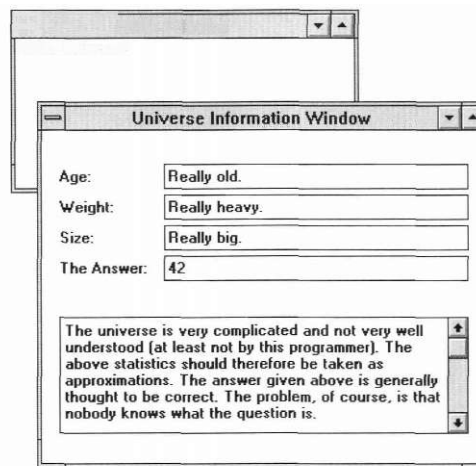 Universe Information Window
Age: Really old.
Weight: Really heavy.
Size: Really big.
The Answer: 42
The universe is very complicated and not very well
understood (at least not by this programmer). The
above statistics should therefore be taken as
approximations. The answer given above is generally
thought to be correct. The problem, of course, is that
nobody knows what the question is.